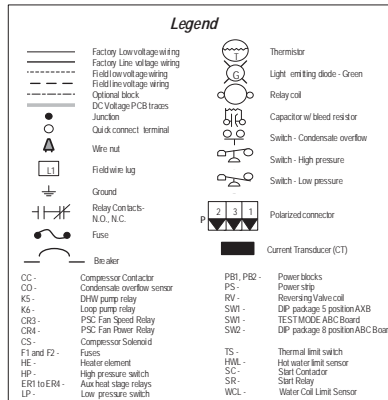 Legend
Factory Low voltage wiring
Factory Line voltage wiring
Field low voltage wiring
Field line voltage wiring
Optional block
DC Voltage PCB traces
Junction
Quick connect terminal
Wire nut
L1
Field wire lug
Ground
Relay Contacts-
N.O., N.C.
Fuse
Breaker
T
Thermistor
G
Light emitting diode - Green
Relay coil
Capacitor w/ bleed resistor
Switch - Condensate overflow
Switch - High pressure
Switch - Low pressure
P
2 3 1
Polarized connector
Current Transducer (CT)
CC - Compressor Contactor
CO - Condensate overflow sensor
K5 - DHW pump relay
K6 - Loop pump relay
CR3 - PSC Fan Speed Relay
CR4 - PSC Fan Power Relay
CS - Compressor Solenoid
F1 and F2 - Fuses
HE - Heater element
HP - High pressure switch
ER1 to ER4 - Aux heat stage relays
LP - Low pressure switch
PB1, PB2 - Power blocks
PS - Power strip
RV - Reversing Valve coil
SW1 - DIP package 5 position AXB
SW1 - TEST MODE ABC Board
SW2 - DIP package 8 position ABC Board
TS - Thermal limit switch
HWL - Hot water limit sensor
SC - Start Contactor
SR - Start Relay
WCL - Water Coil Limit Sensor